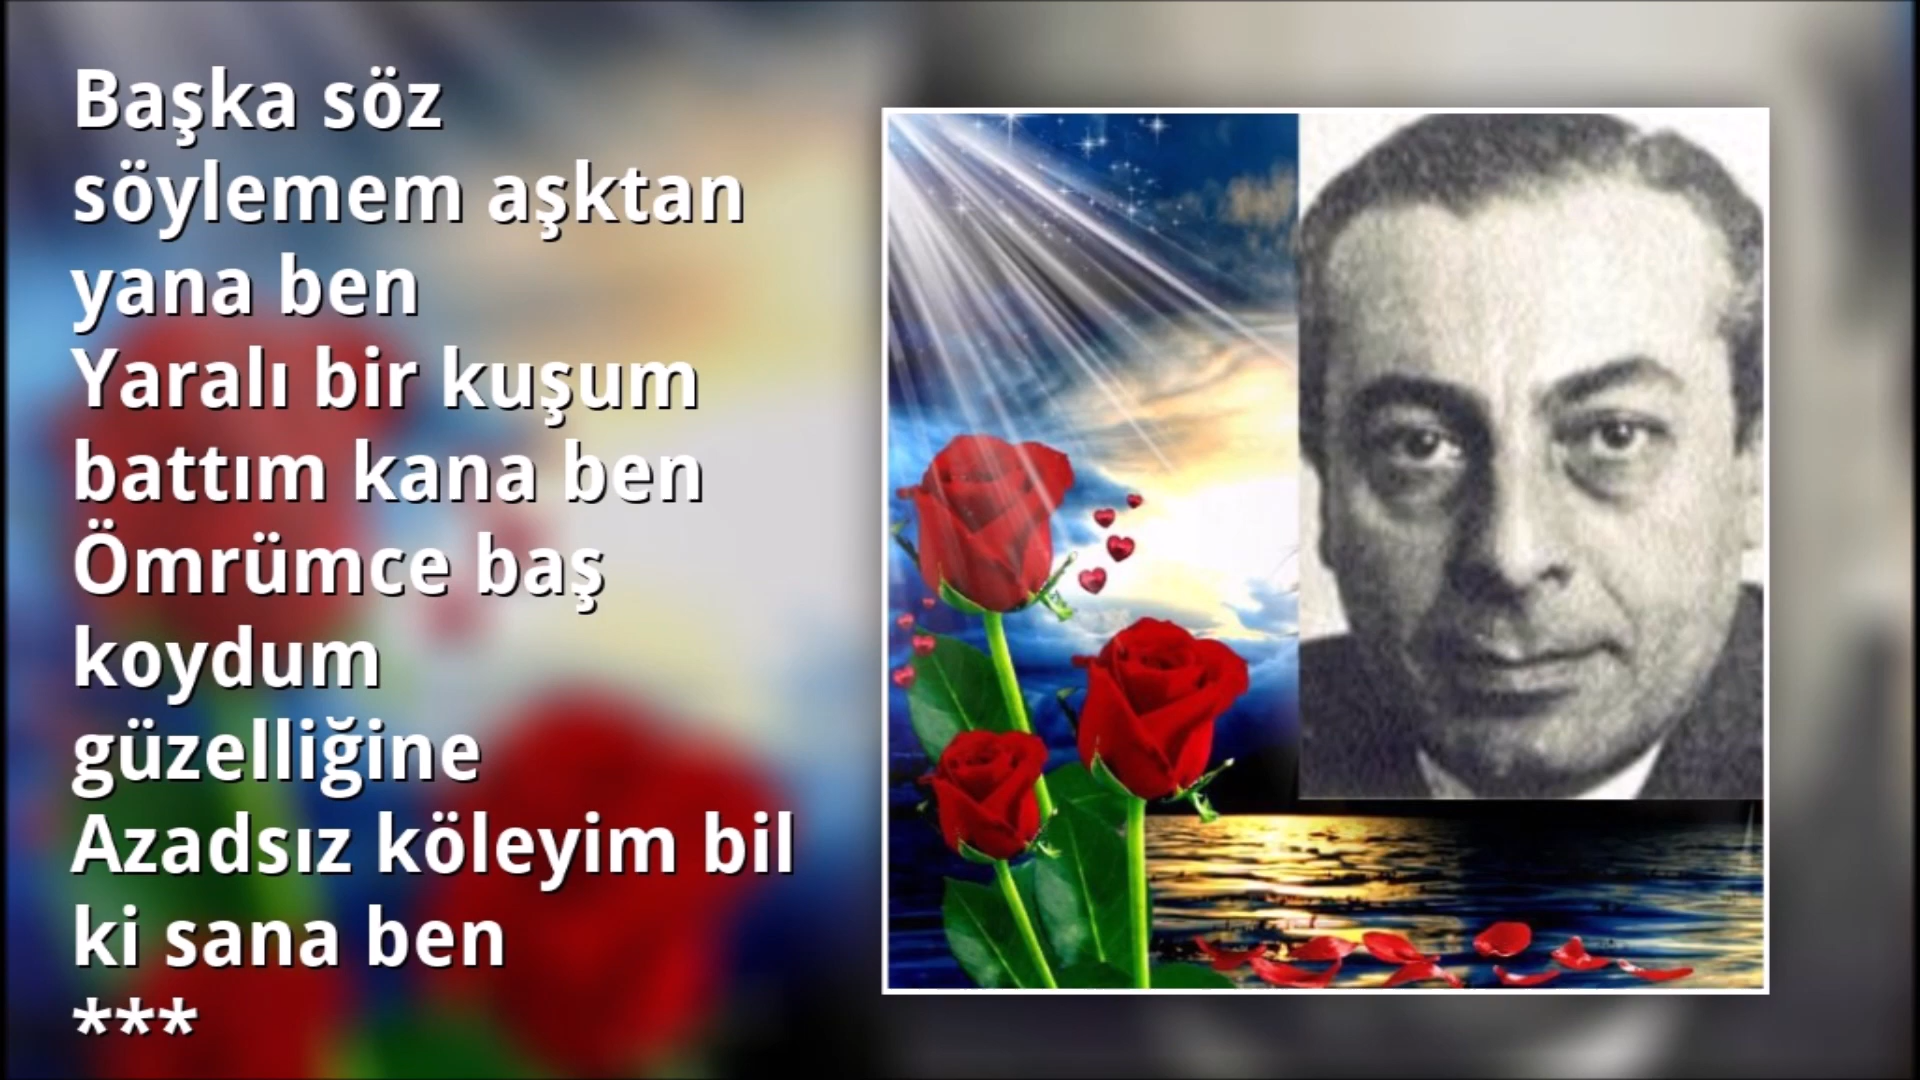 Başka söz
söylemem aşktan
yana ben
Yaralı bir kuşum
battım kana ben
Ömrümce baş
koydum
güzelliğine
Azadsız köleyim bil
ki sana ben
***